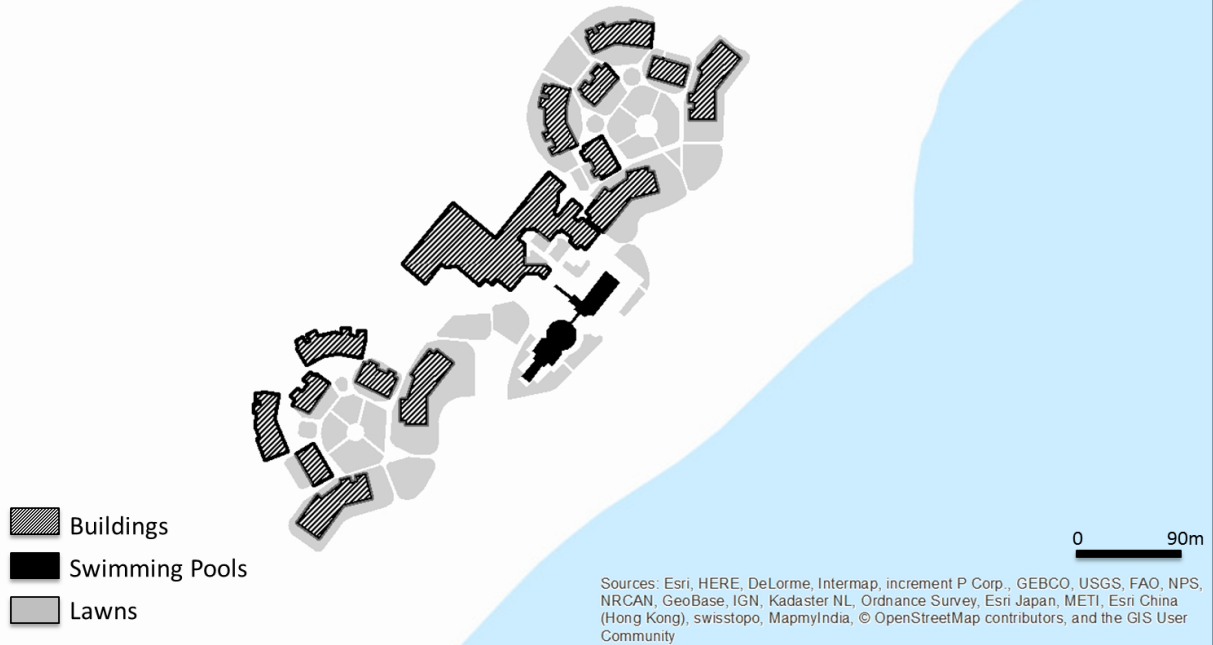 Buildings
Swimming Pools
Lawns
0 90m
Sources: Esri, HERE, DeLorme, Intermap, increment P Corp., GEBCO, USGS, FAO, NPS,
NRCAN, GeoBase, IGN, Kadaster NL, Ordnance Survey, Esri Japan, METI, Esri China
(Hong Kong), swisstopo, MapmyIndia, © OpenStreetMap contributors, and the GIS User
Community